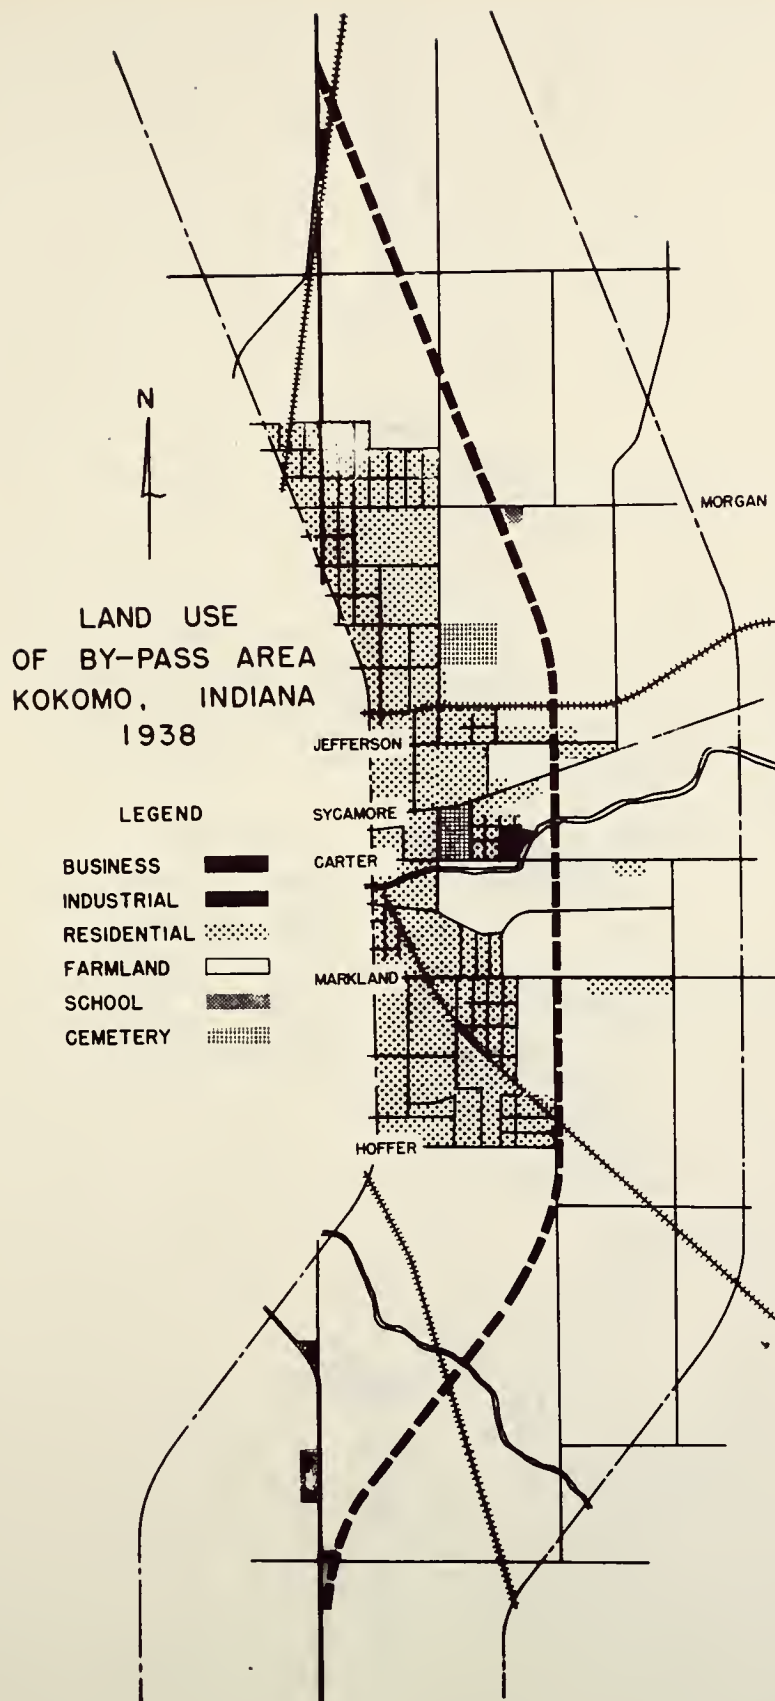 N
MORGAN
LAND USE
OF BY-PASS AREA
KOKOMO, INDIANA
1938
JEFFERSON
LEGEND
SYCAMORE
BUSINESS
CARTER
INDUSTRIAL
RESIDENTIAL
FARMLAND
MARKLAND
SCHOOL
CEMETERY
HOFFER